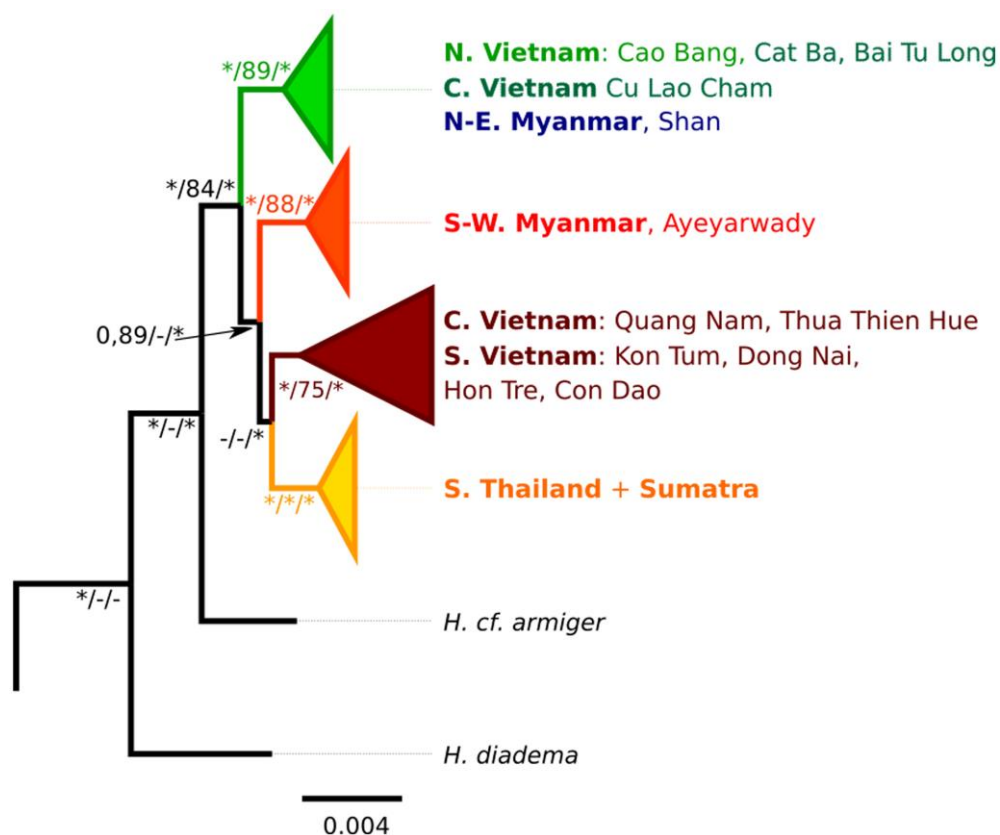 */89/*
N. Vietnam: Cao Bang, Cat Ba, Bai Tu Long
C. Vietnam Cu Lao Cham
N-E. Myanmar, Shan
*/84/*
*/88/*
S-W. Myanmar, Ayeyarwady
0,89/-/*
C. Vietnam: Quang Nam, Thua Thien Hue
S. Vietnam: Kon Tum, Dong Nai,
Hon Tre, Con Dao
*/75/*
*/-/*
-/-/*
S. Thailand + Sumatra
*/*/*
*/-/-
H. cf. armiger
H. diadema
0.004